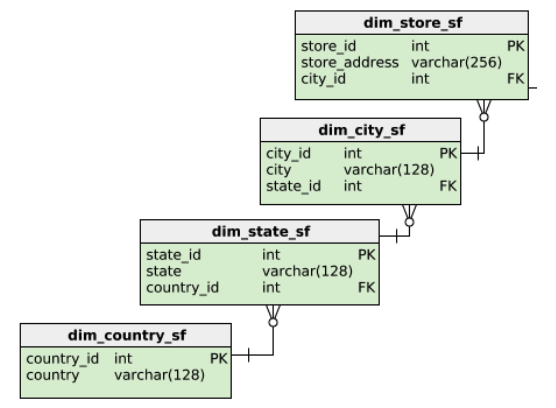 dim_store_sf
store_id int PK
store_address varchar(256)
city_id int FK
dim_city_sf
city_id int PK
city varchar(128)
state_id int FK
dim_state_sf
state_id int PK
state varchar(128)
country_id int FK
dim_country_sf
country_id int PK
country varchar(128)